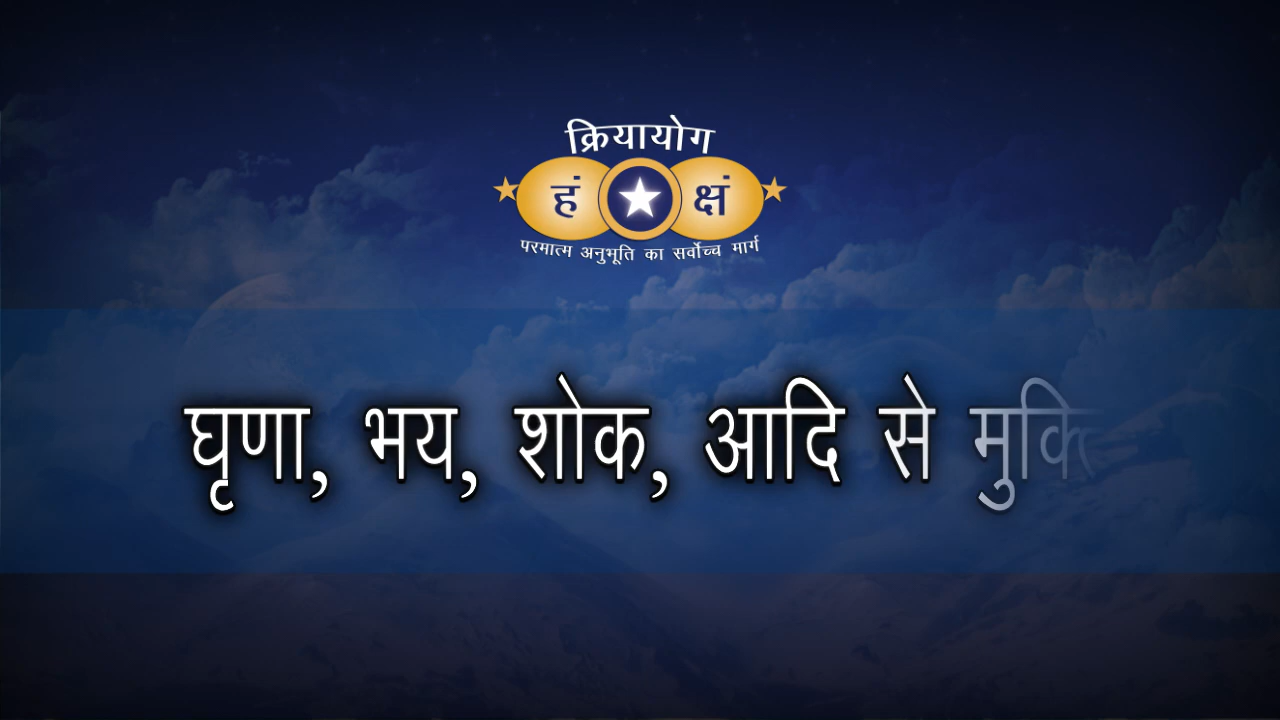 क्रियायोग
हं क्षं
परमात्म अनुभूति का सर्वोच्च मार्ग
घृणा, भय, शोक, आदि से मुक्ति